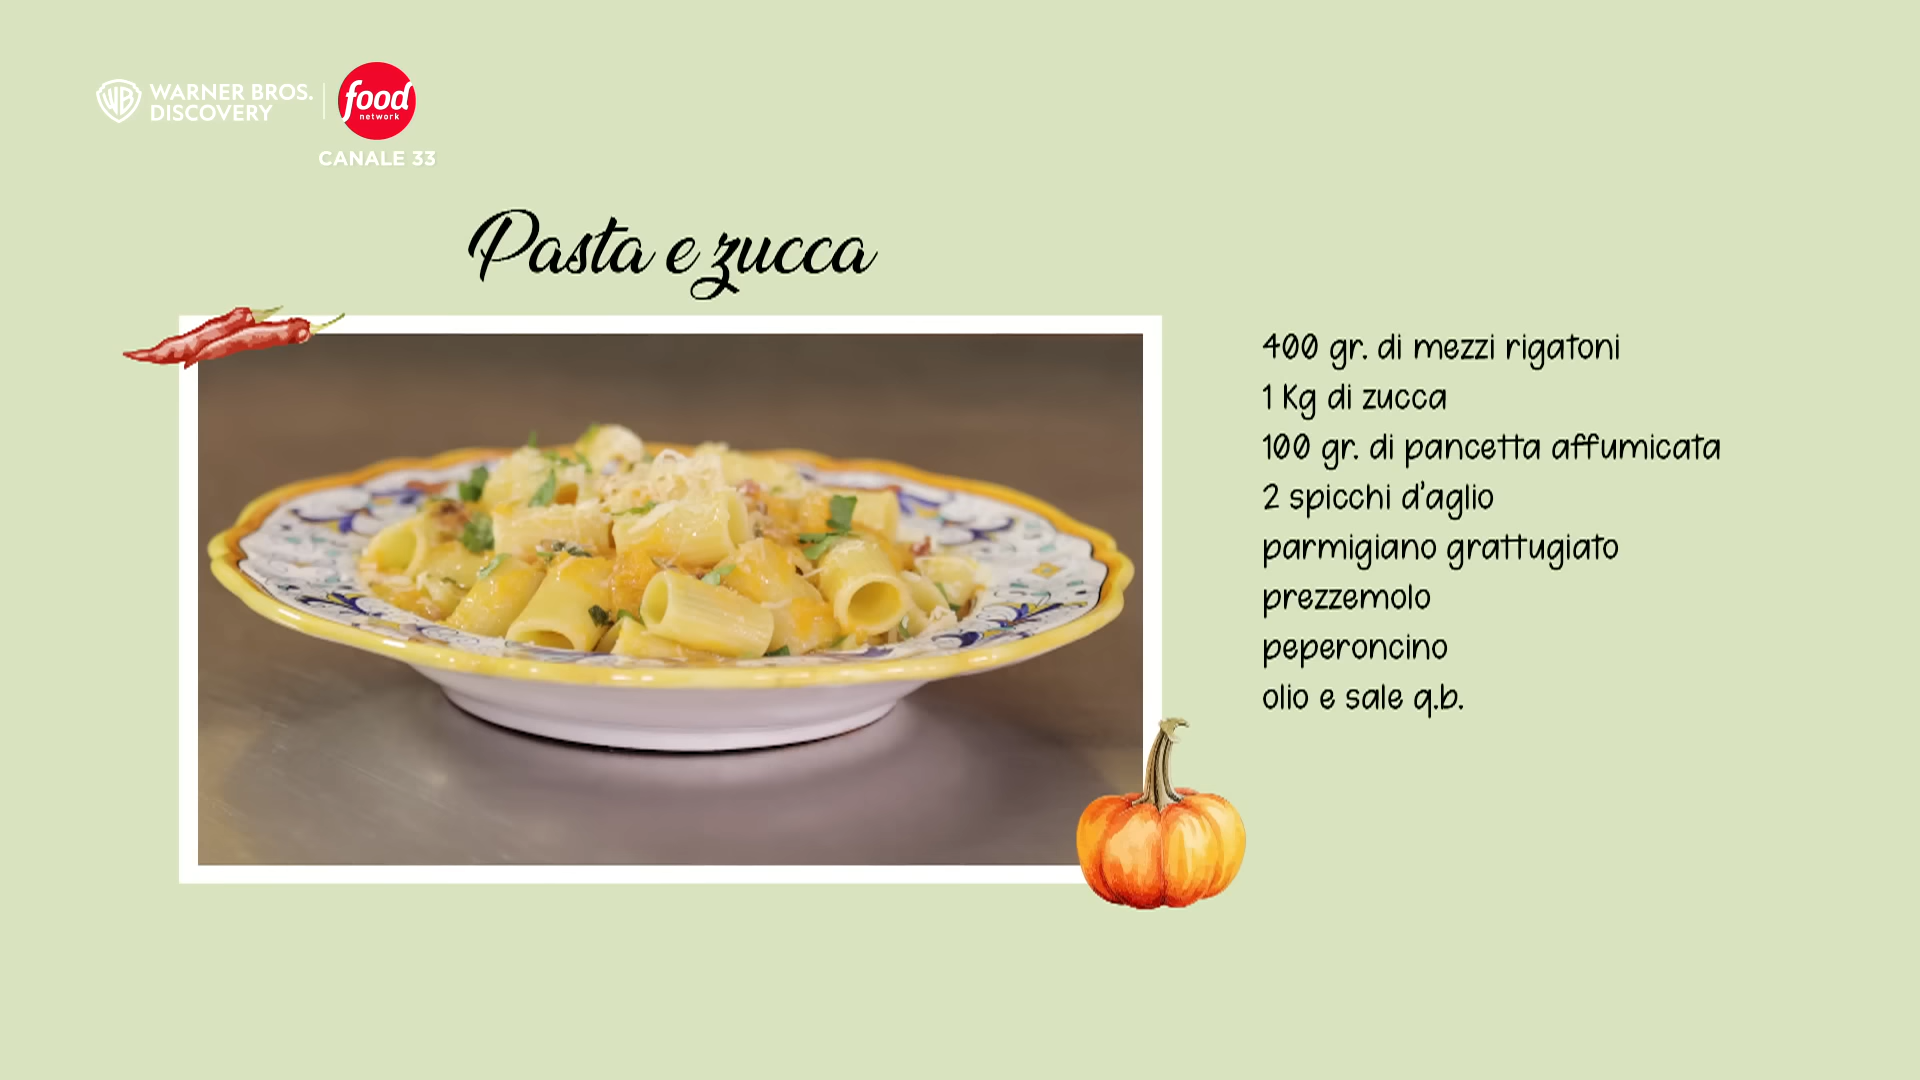 WARNER BROS.
DISCOVERY
food
network
CANALE 33
Pasta e zucca
400 gr. di mezzi rigatoni
1 Kg di zucca
100 gr. di pancetta affumicata
2 spicchi d'aglio
parmigiano grattugiato
prezzemolo
peperoncino
olio e sale q.b.